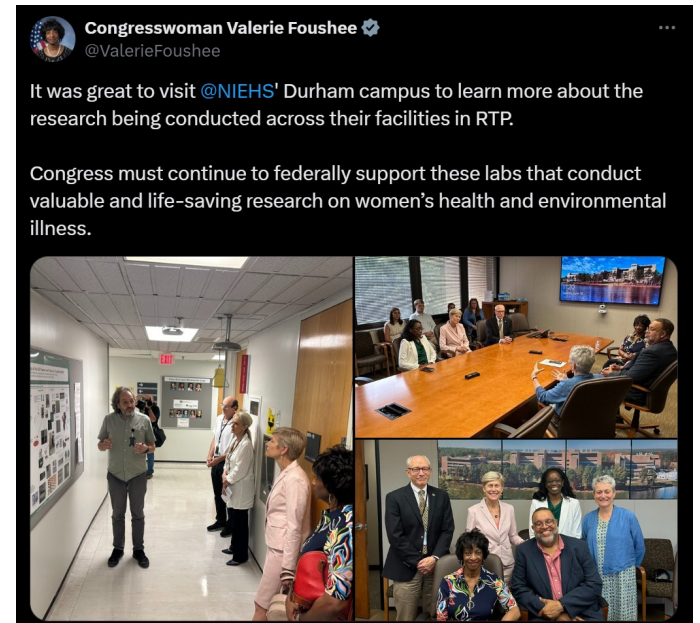 Congresswoman Valerie Foushee
@ValerieFoushee
It was great to visit @NIEHS' Durham campus to learn more about the
research being conducted across their facilities in RTP.
Congress must continue to federally support these labs that conduct
valuable and life-saving research on women’s health and environmental
illness.
EXIT